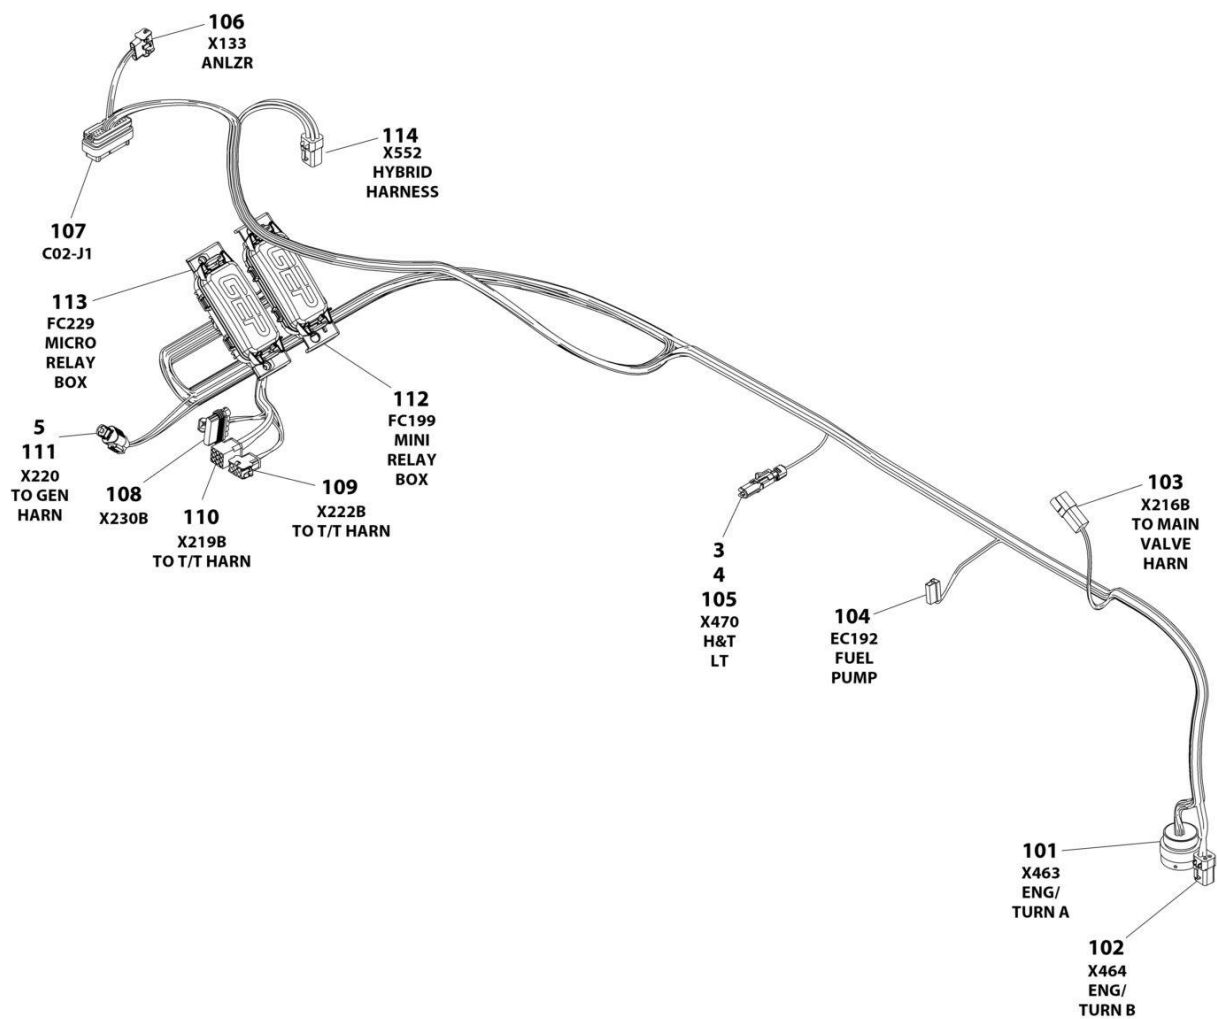 106
X133
ANLZR
114
X552
HYBRID
HARNESS
107
C02-J1
GEP
GEP
113
FC229
MICRO
RELAY
BOX
112
FC199
MINI
RELAY
BOX
5
111
X220
TO GEN
HARN
108
X230B
110
X219B
TO T/T HARN
109
X222B
TO T/T HARN
3
4
105
X470
H&T
LT
103
X216B
TO MAIN
VALVE
HARN
104
EC192
FUEL
PUMP
101
X463
ENG/
TURN A
102
X464
ENG/
TURN B